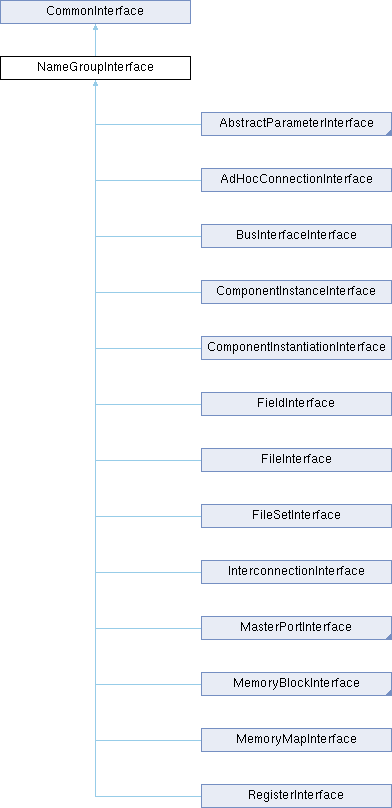 CommonInterface
NameGroupInterface
AbstractParameterInterface
AdHocConnectionInterface
BusInterfaceInterface
ComponentInstanceInterface
ComponentInstantiationInterface
FieldInterface
FileInterface
FileSetInterface
InterconnectionInterface
MasterPortInterface
MemoryBlockInterface
MemoryMapInterface
RegisterInterface